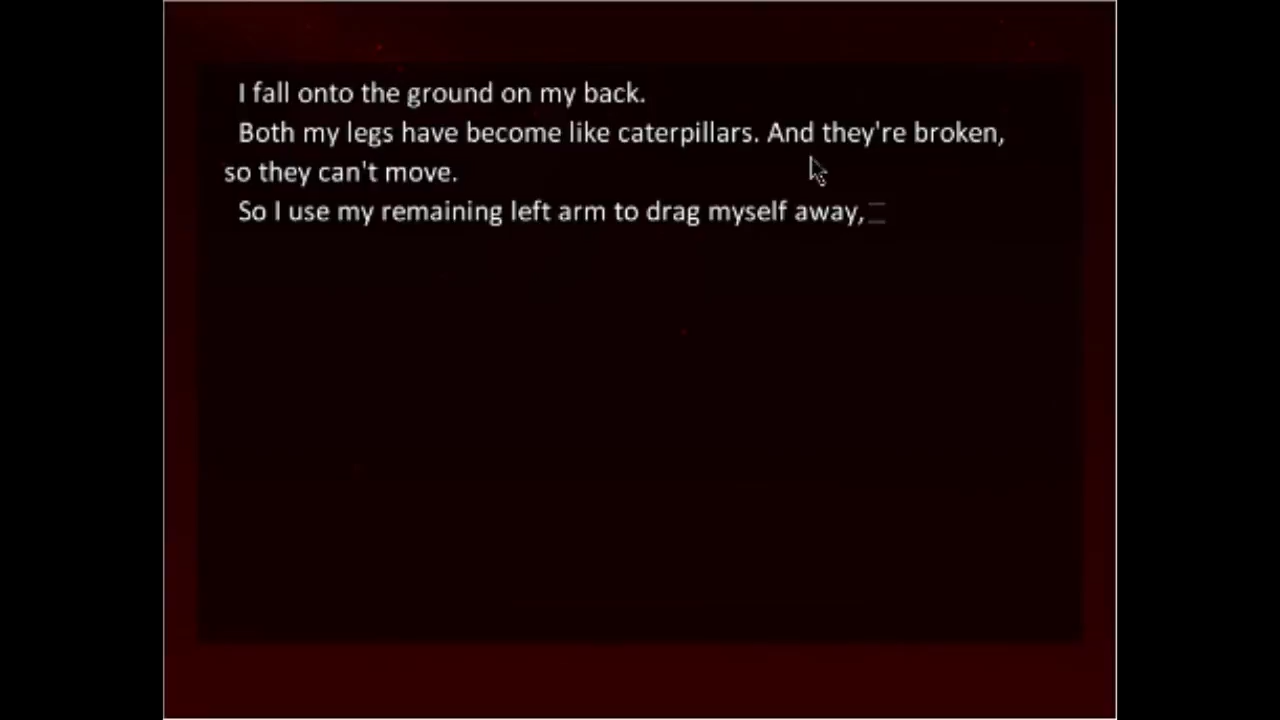 I fall onto the ground on my back.
Both my legs have become like caterpillars. And they're broken,
so they can't move.
So I use my remaining left arm to drag myself away,